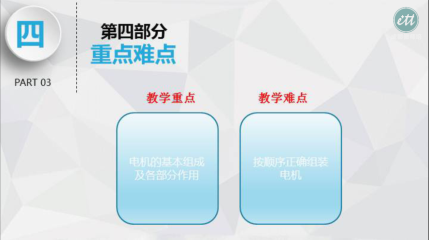 四
PART 03
第四部分
重点难点
etl
教学重点
教学难点
电机的基本组成
及各部分作用
按顺序正确组装
电机